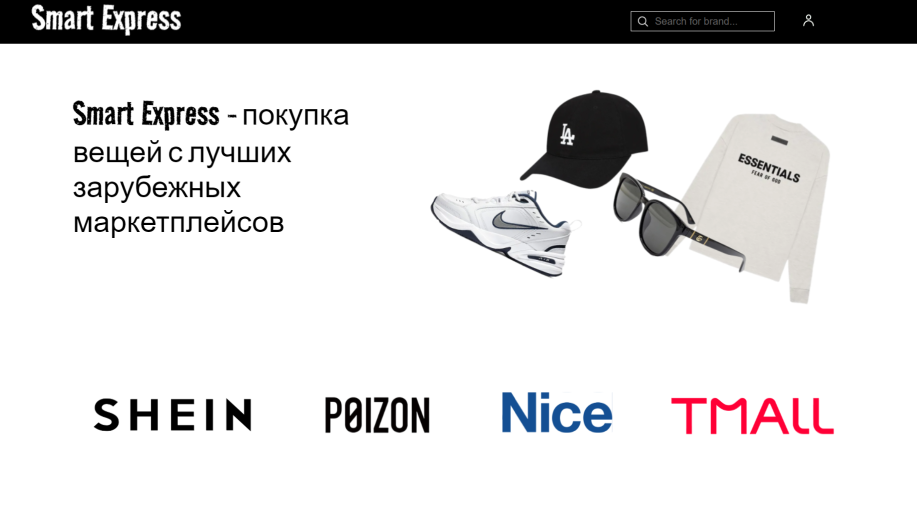 Smart Express
Search for brand...
Smart Express - покупка
вещей с лучших
зарубежных
маркетплейсов
LA
ESSENTIALS
FEAR OF GOD
SHEIN
PØIZON
Nice
TMALL